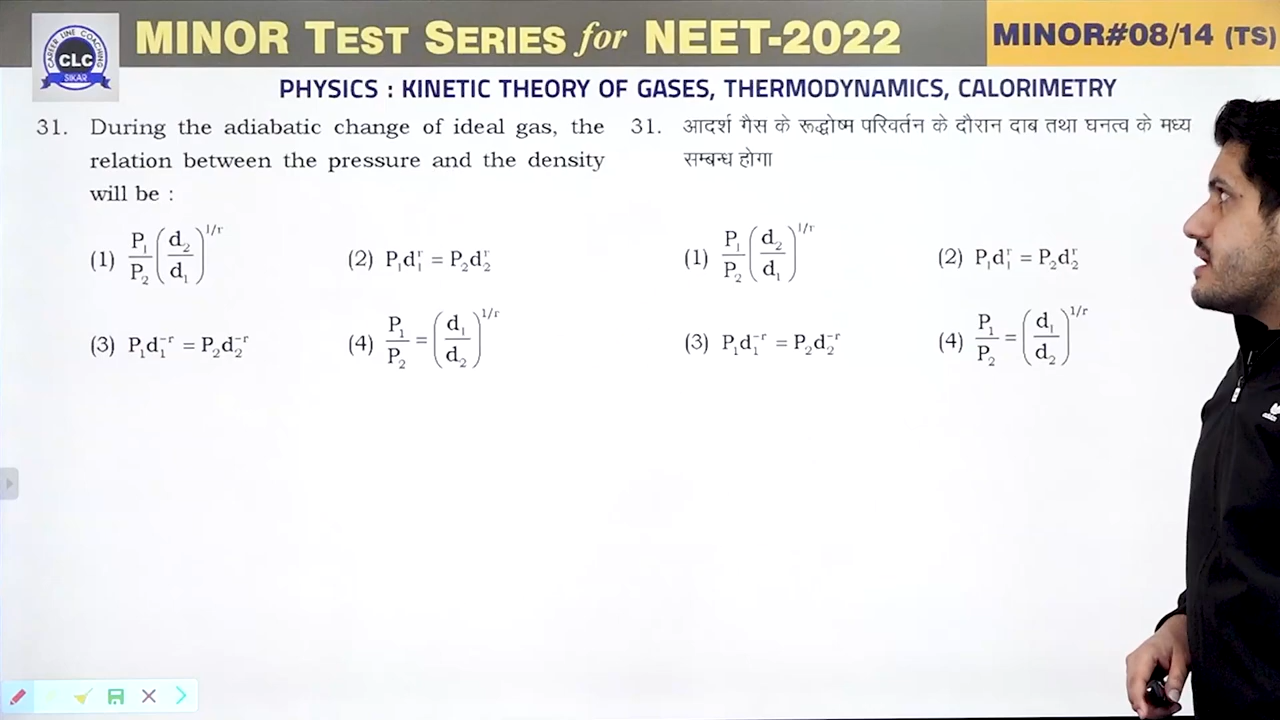 CAREER LINE COACHING
CLC
SIKAR
MINOR TEST SERIES for NEET-2022
MINOR#08/14 (TS)
PHYSICS : KINETIC THEORY OF GASES, THERMODYNAMICS, CALORIMETRY
31. During the adiabatic change of ideal gas, the
relation between the pressure and the density
will be :
(1) P₁/P₂ (d₂/d₁)^1/r (2) P₁d₁^r = P₂d₂^r
(3) P₁d₁^-r = P₂d₂^-r (4) P₁/P₂ = (d₁/d₂)^1/r
31. आदर्श गैस के रूद्धोष्म परिवर्तन के दौरान दाब तथा घनत्व के मध्य
सम्बन्ध होगा
(1) P₁/P₂ (d₂/d₁)^1/r (2) P₁d₁^r = P₂d₂^r
(3) P₁d₁^-r = P₂d₂^-r (4) P₁/P₂ = (d₁/d₂)^1/r